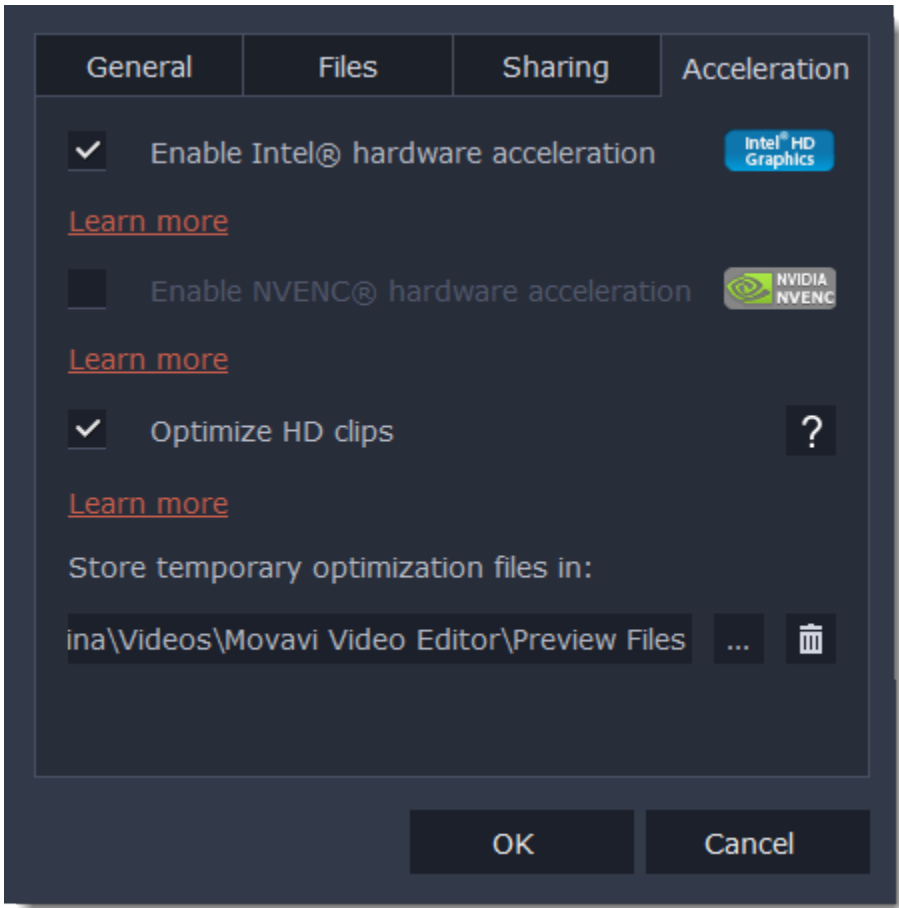 General Files Sharing Acceleration
Enable Intel® hardware acceleration
Intel® HD
Graphics
Learn more
Enable NVENC® hardware acceleration
NVIDIA
NVENC
Learn more
Optimize HD clips ?
Learn more
Store temporary optimization files in:
ina\Videos\Movavi Video Editor\Preview Files ...
OK Cancel